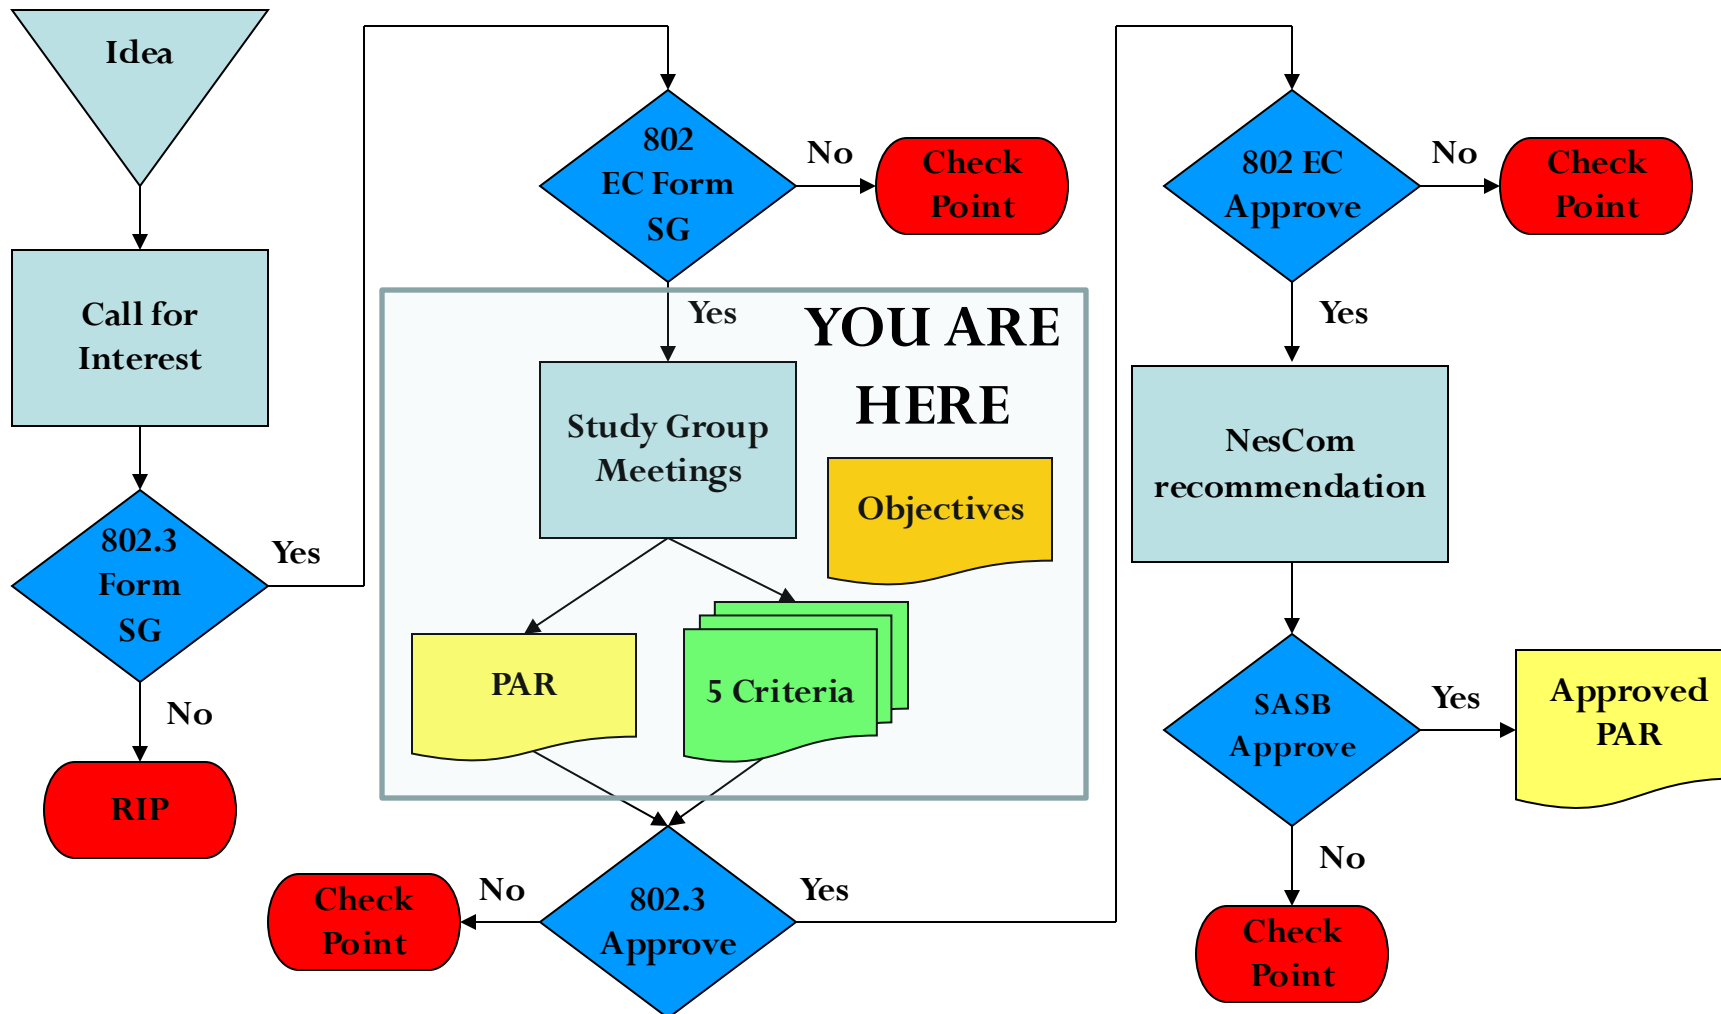 Idea
Call for
Interest
802.3
Form
SG
Yes
No
RIP
802
EC Form
SG
No
Check
Point
Yes
YOU ARE
HERE
Study Group
Meetings
Objectives
PAR
5 Criteria
802.3
Approve
No
Check
Point
Yes
802 EC
Approve
No
Check
Point
Yes
NesCom
recommendation
SASB
Approve
Yes
Approved
PAR
No
Check
Point